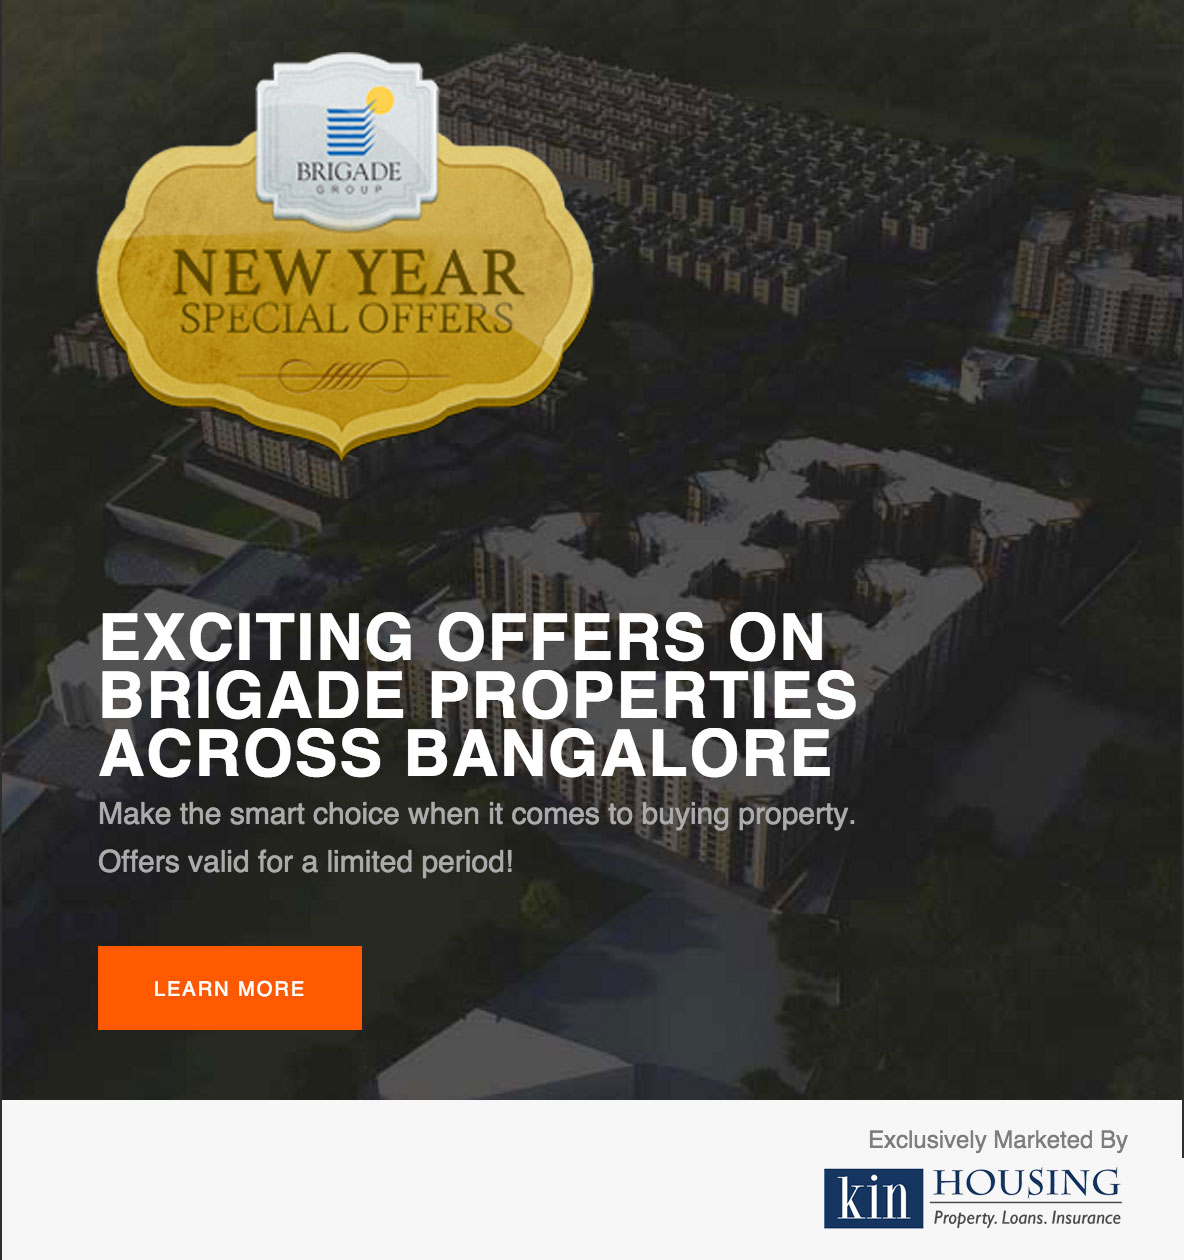 BRIGADE
GROUP
NEW YEAR
SPECIAL OFFERS
EXCITING OFFERS ON
BRIGADE PROPERTIES
ACROSS BANGALORE
Make the smart choice when it comes to buying property.
Offers valid for a limited period!
LEARN MORE
Exclusively Marketed By
kin HOUSING
Property. Loans. Insurance